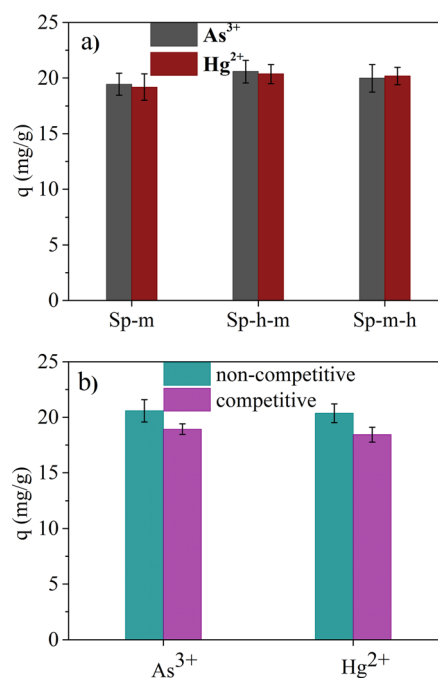 a)
As³⁺
Hg²⁺
25
20
15
10
5
0
q (mg/g)
Sp-m Sp-h-m Sp-m-h
b)
non-competitive
competitive
25
20
15
10
5
0
q (mg/g)
As³⁺ Hg²⁺